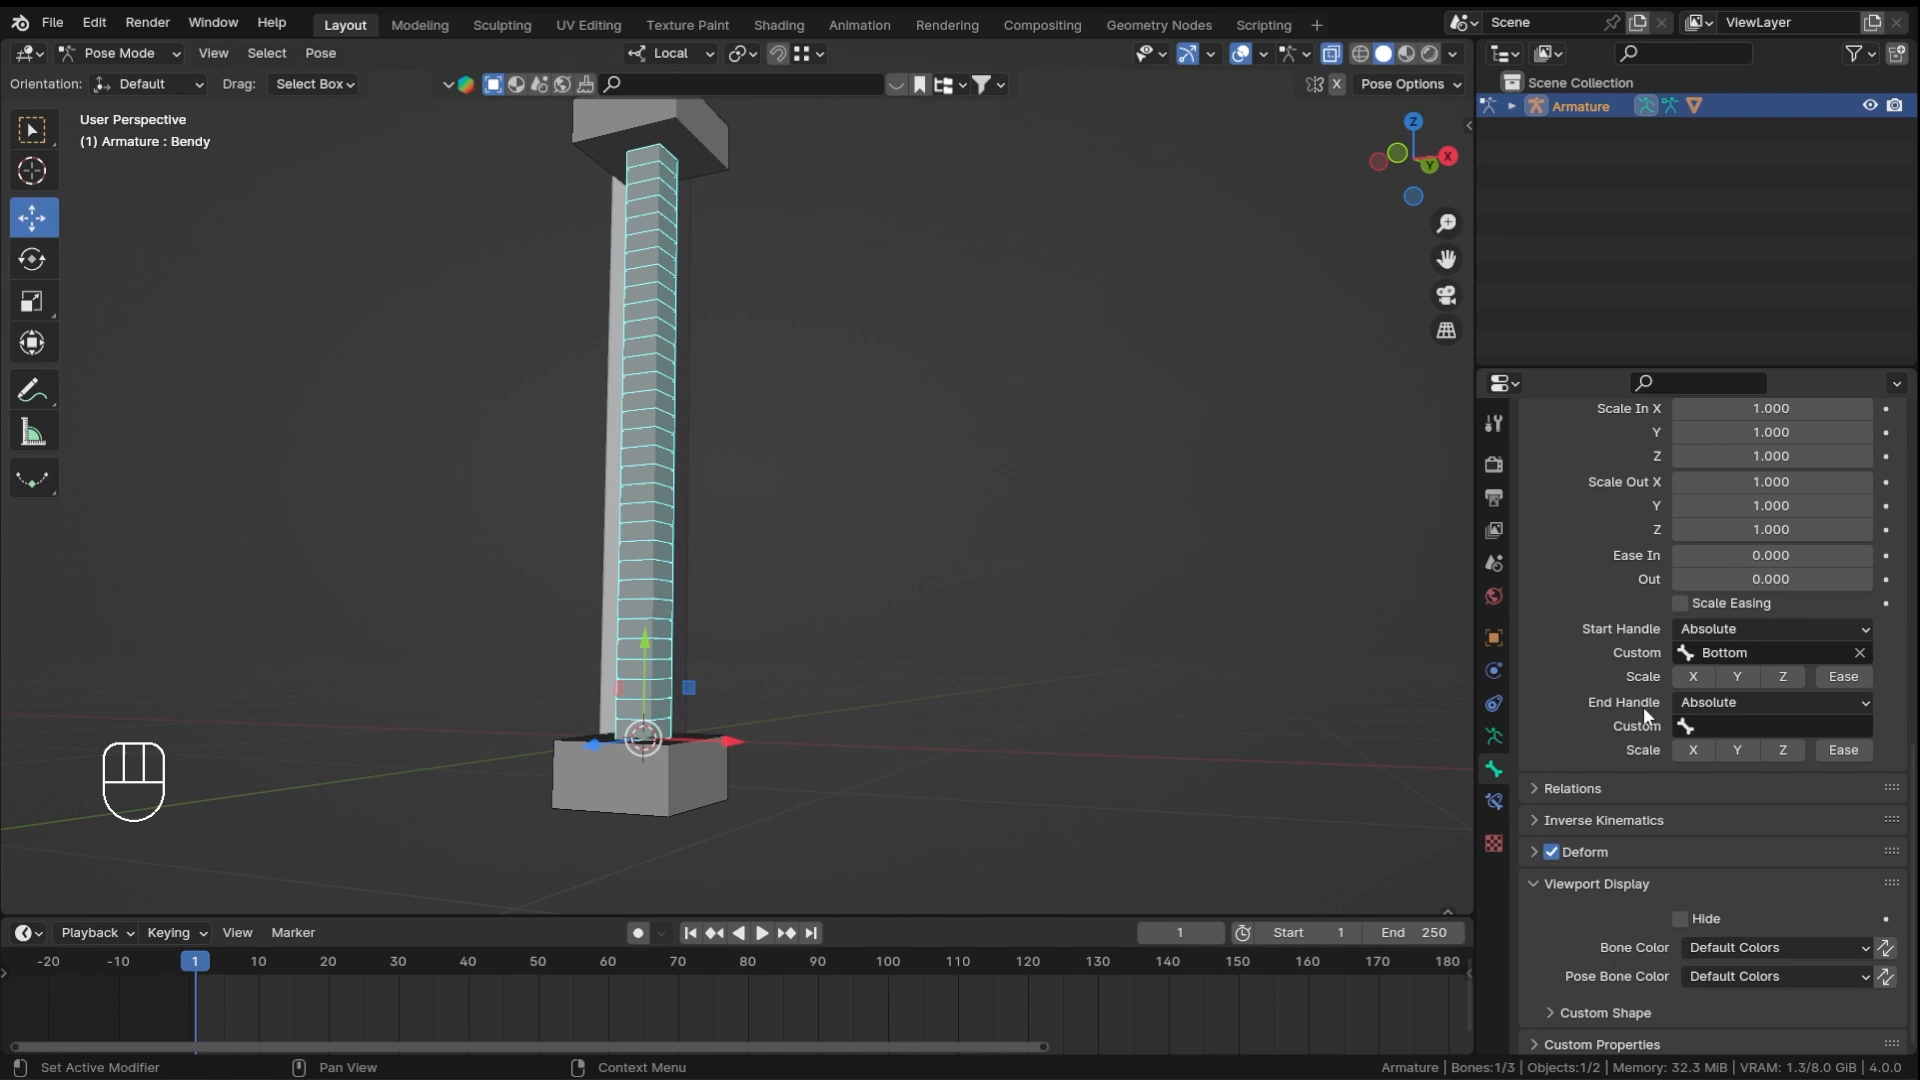 File Edit Render Window Help Layout Modeling Sculpting UV Editing Texture Paint Shading Animation Rendering Compositing Geometry Nodes Scripting + Scene ViewLayer
Pose Mode View Select Pose Local
Orientation: Default Drag: Select Box X Pose Options
Scene Collection
Armature
User Perspective
(1) Armature : Bendy
Z
X
Y
Scale In X 1.000
Y 1.000
Z 1.000
Scale Out X 1.000
Y 1.000
Z 1.000
Ease In 0.000
Out 0.000
Scale Easing
Start Handle Absolute
Custom Bottom
Scale X Y Z Ease
End Handle Absolute
Custom
Scale X Y Z Ease
Relations
Inverse Kinematics
Deform
Viewport Display
Hide
Bone Color Default Colors
Pose Bone Color Default Colors
Custom Shape
Custom Properties
Playback Keying View Marker 1 Start 1 End 250
-20 -10 1 10 20 30 40 50 60 70 80 90 100 110 120 130 140 150 160 170 180
Set Active Modifier Pan View Context Menu Armature | Bones:1/3 | Objects:1/2 | Memory: 32.3 MiB | VRAM: 1.3/8.0 GiB | 4.0.0